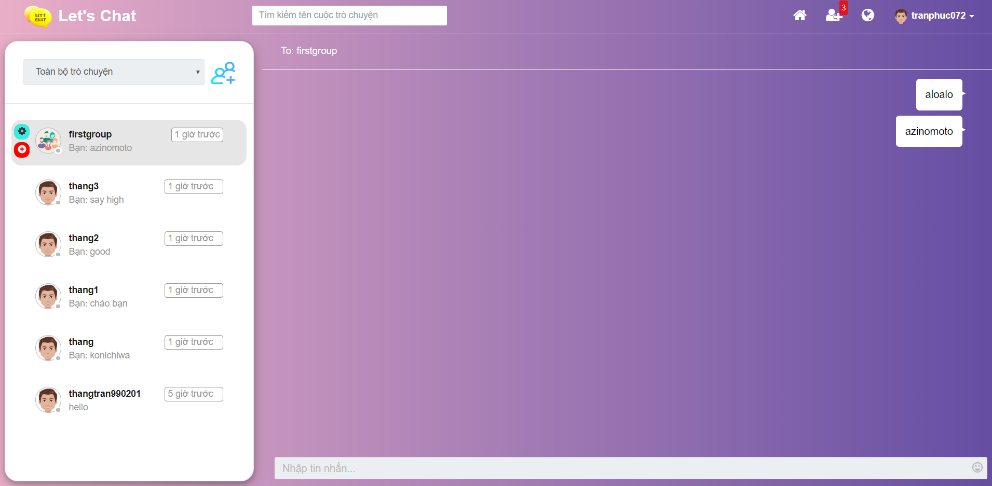 LET'S
CHAT
Let's Chat
Tìm kiếm tên cuộc trò chuyện
3
tranphuc072
Toàn bộ trò chuyện
To: firstgroup
firstgroup
1 giờ trước
Bạn: azinomoto
thang3
1 giờ trước
Bạn: say high
thang2
1 giờ trước
Bạn: good
thang1
1 giờ trước
Bạn: chào bạn
thang
1 giờ trước
Bạn: konichiwa
thangtran990201
5 giờ trước
hello
aloalo
azinomoto
Nhập tin nhắn...